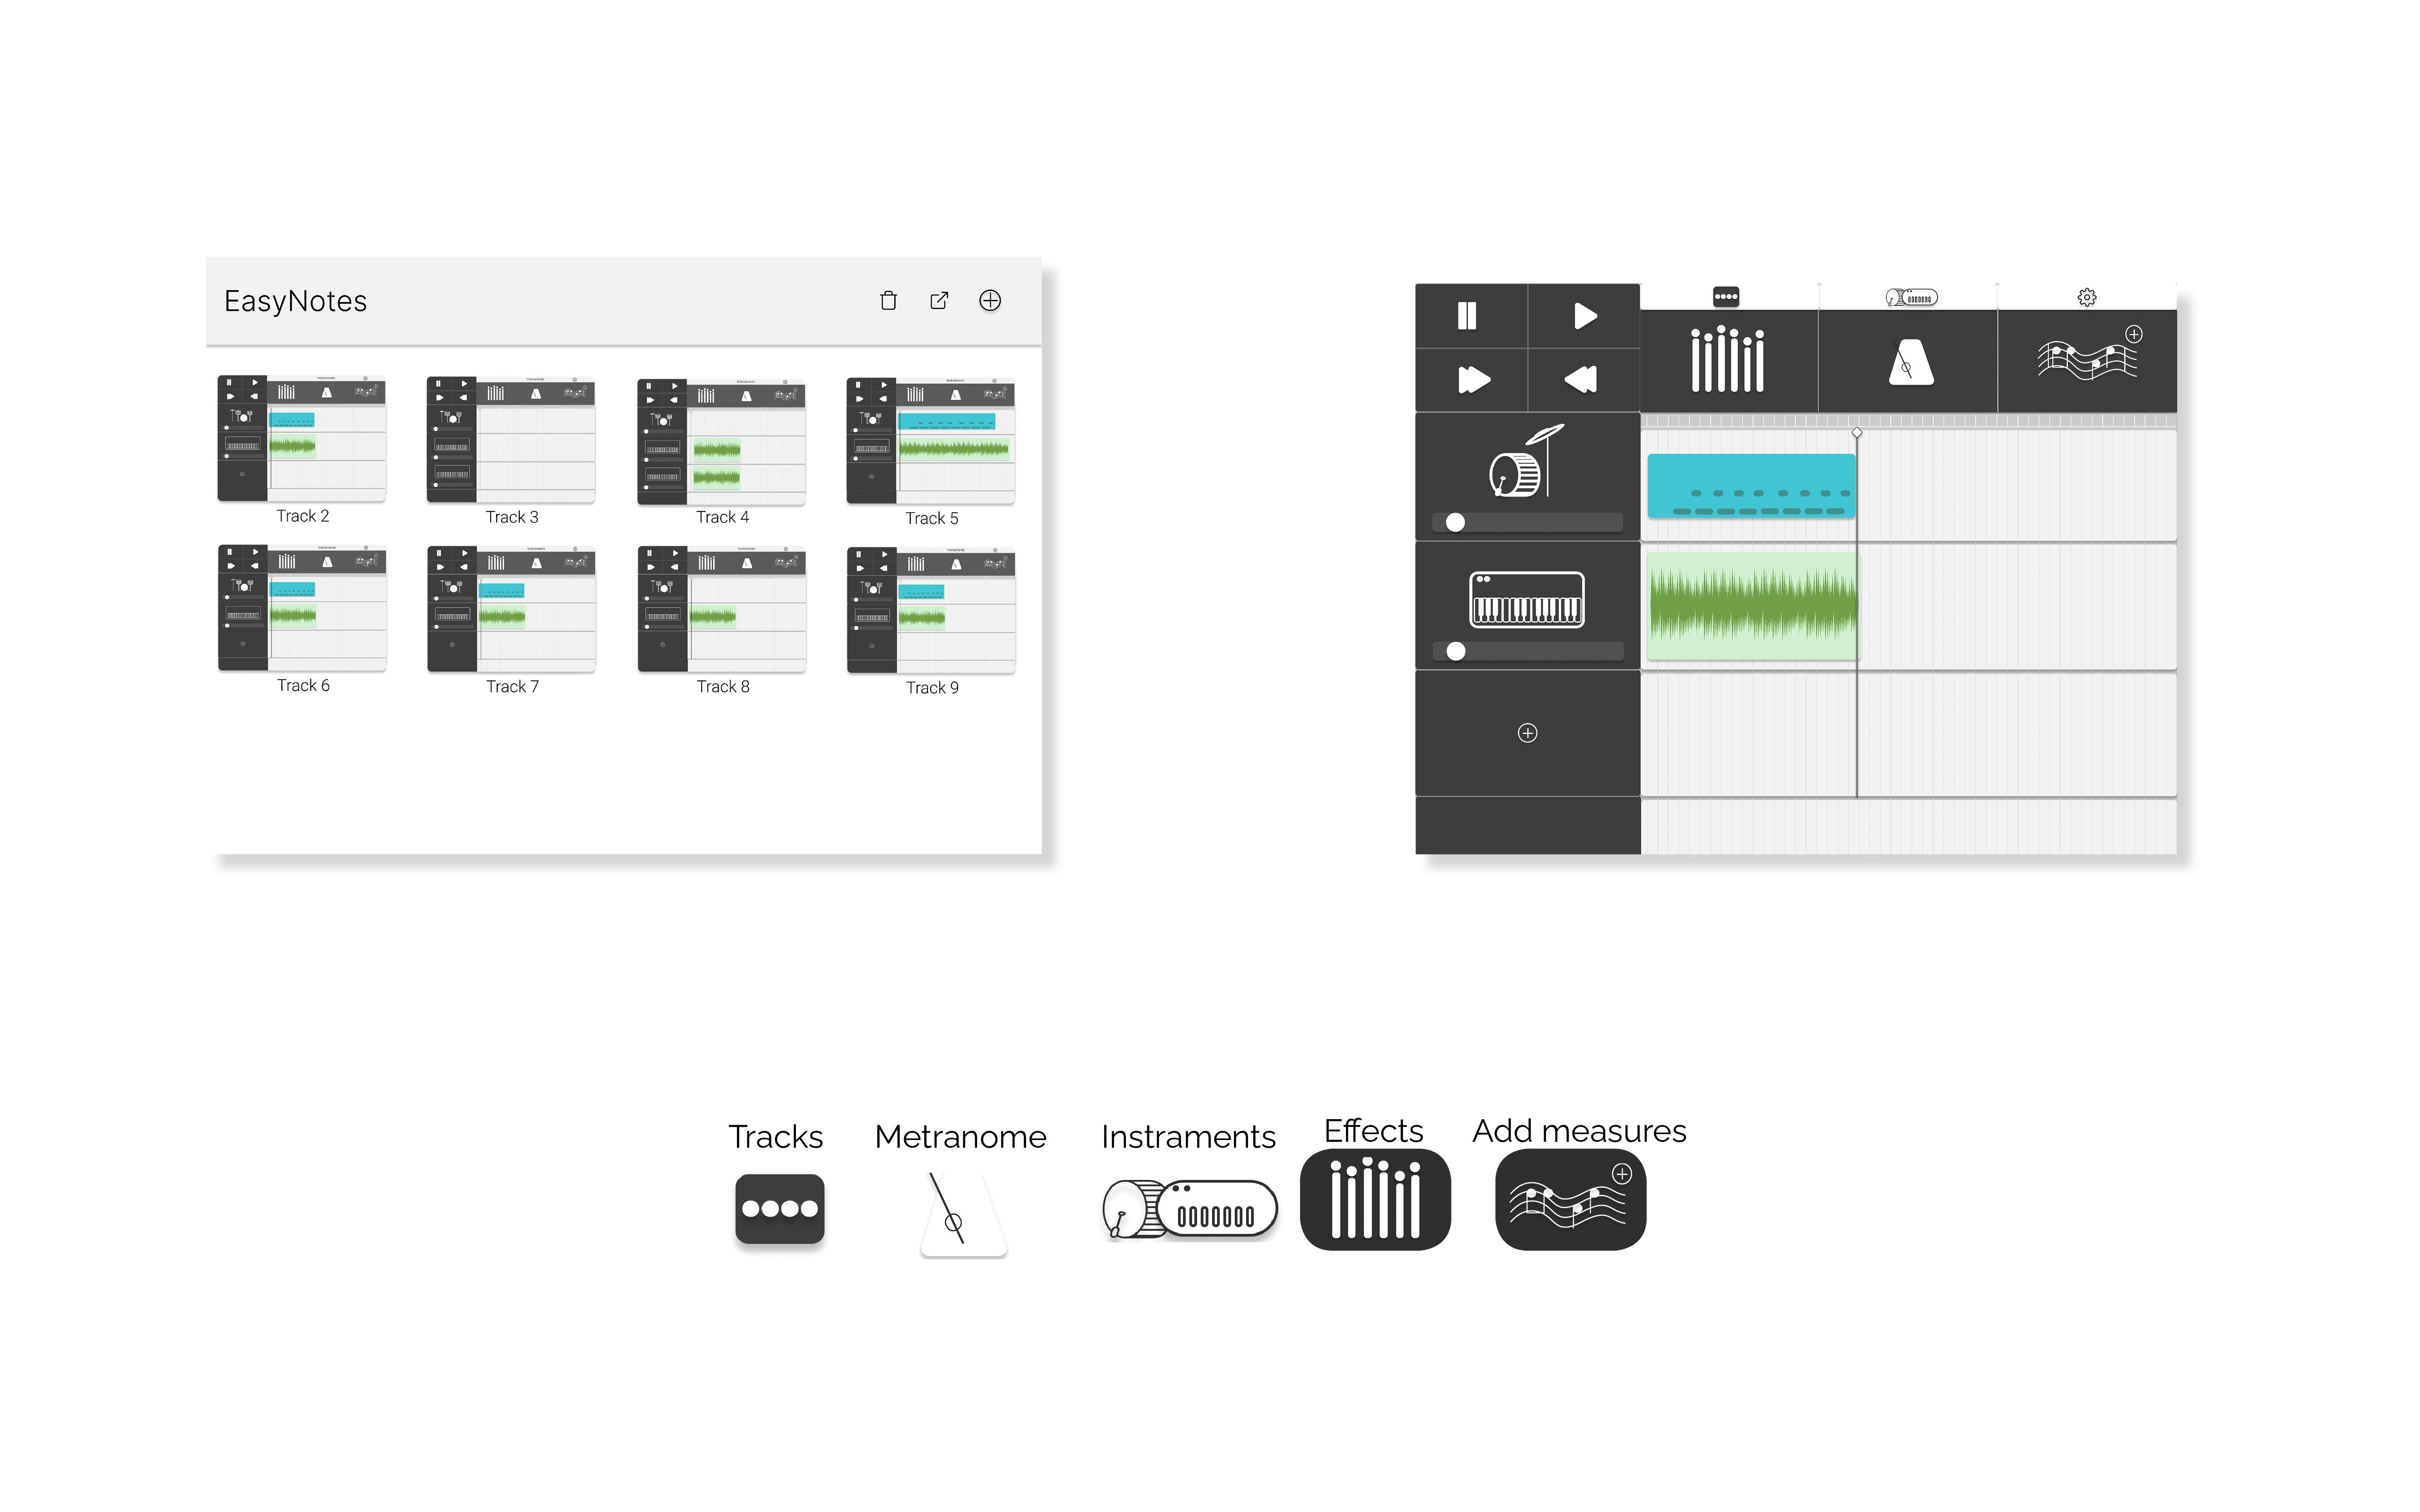 EasyNotes
Track 2
Track 3
Track 4
Track 5
Track 6
Track 7
Track 8
Track 9
Tracks
Metranome
Instraments
Effects
Add measures